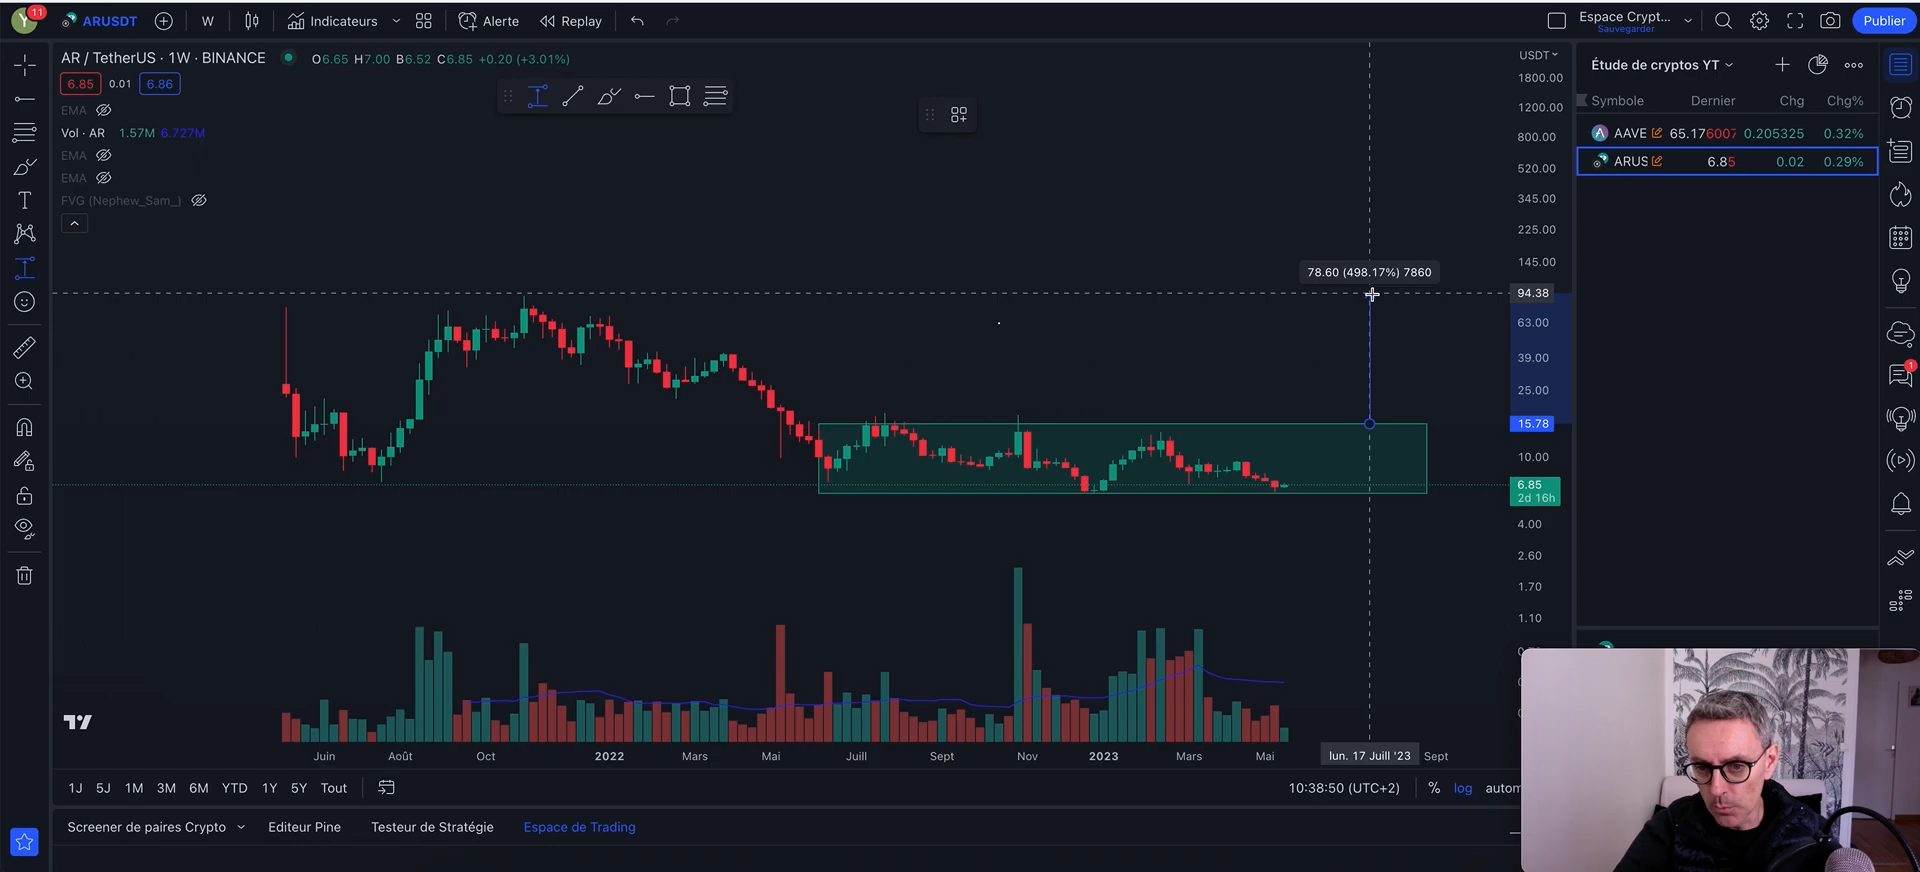 Y 11 ARUSDT W Indicateurs Alerte Replay Espace Crypt... Sauvegarder Publier
AR / TetherUS · 1W · BINANCE O6.65 H7.00 B6.52 C6.85 +0.20 (+3.01%)
6.85 0.01 6.86
EMA
Vol · AR 1.57M 6.727M
EMA
EMA
FVG (Nephew_Sam_)
78.60 (498.17%) 7860
USDT
1800.00
1200.00
800.00
520.00
345.00
225.00
145.00
94.38
63.00
39.00
25.00
15.78
10.00
6.85
2d 16h
4.00
2.60
1.70
1.10
Étude de cryptos YT
Symbole Dernier Chg Chg%
AAVE 65.176007 0.205325 0.32%
ARUS 6.85 0.02 0.29%
1
Juin Août Oct 2022 Mars Mai Juill Sept Nov 2023 Mars Mai lun. 17 Juill '23 Sept
1J 5J 1M 3M 6M YTD 1Y 5Y Tout 10:38:50 (UTC+2) % log autom
Screener de paires Crypto Editeur Pine Testeur de Stratégie Espace de Trading